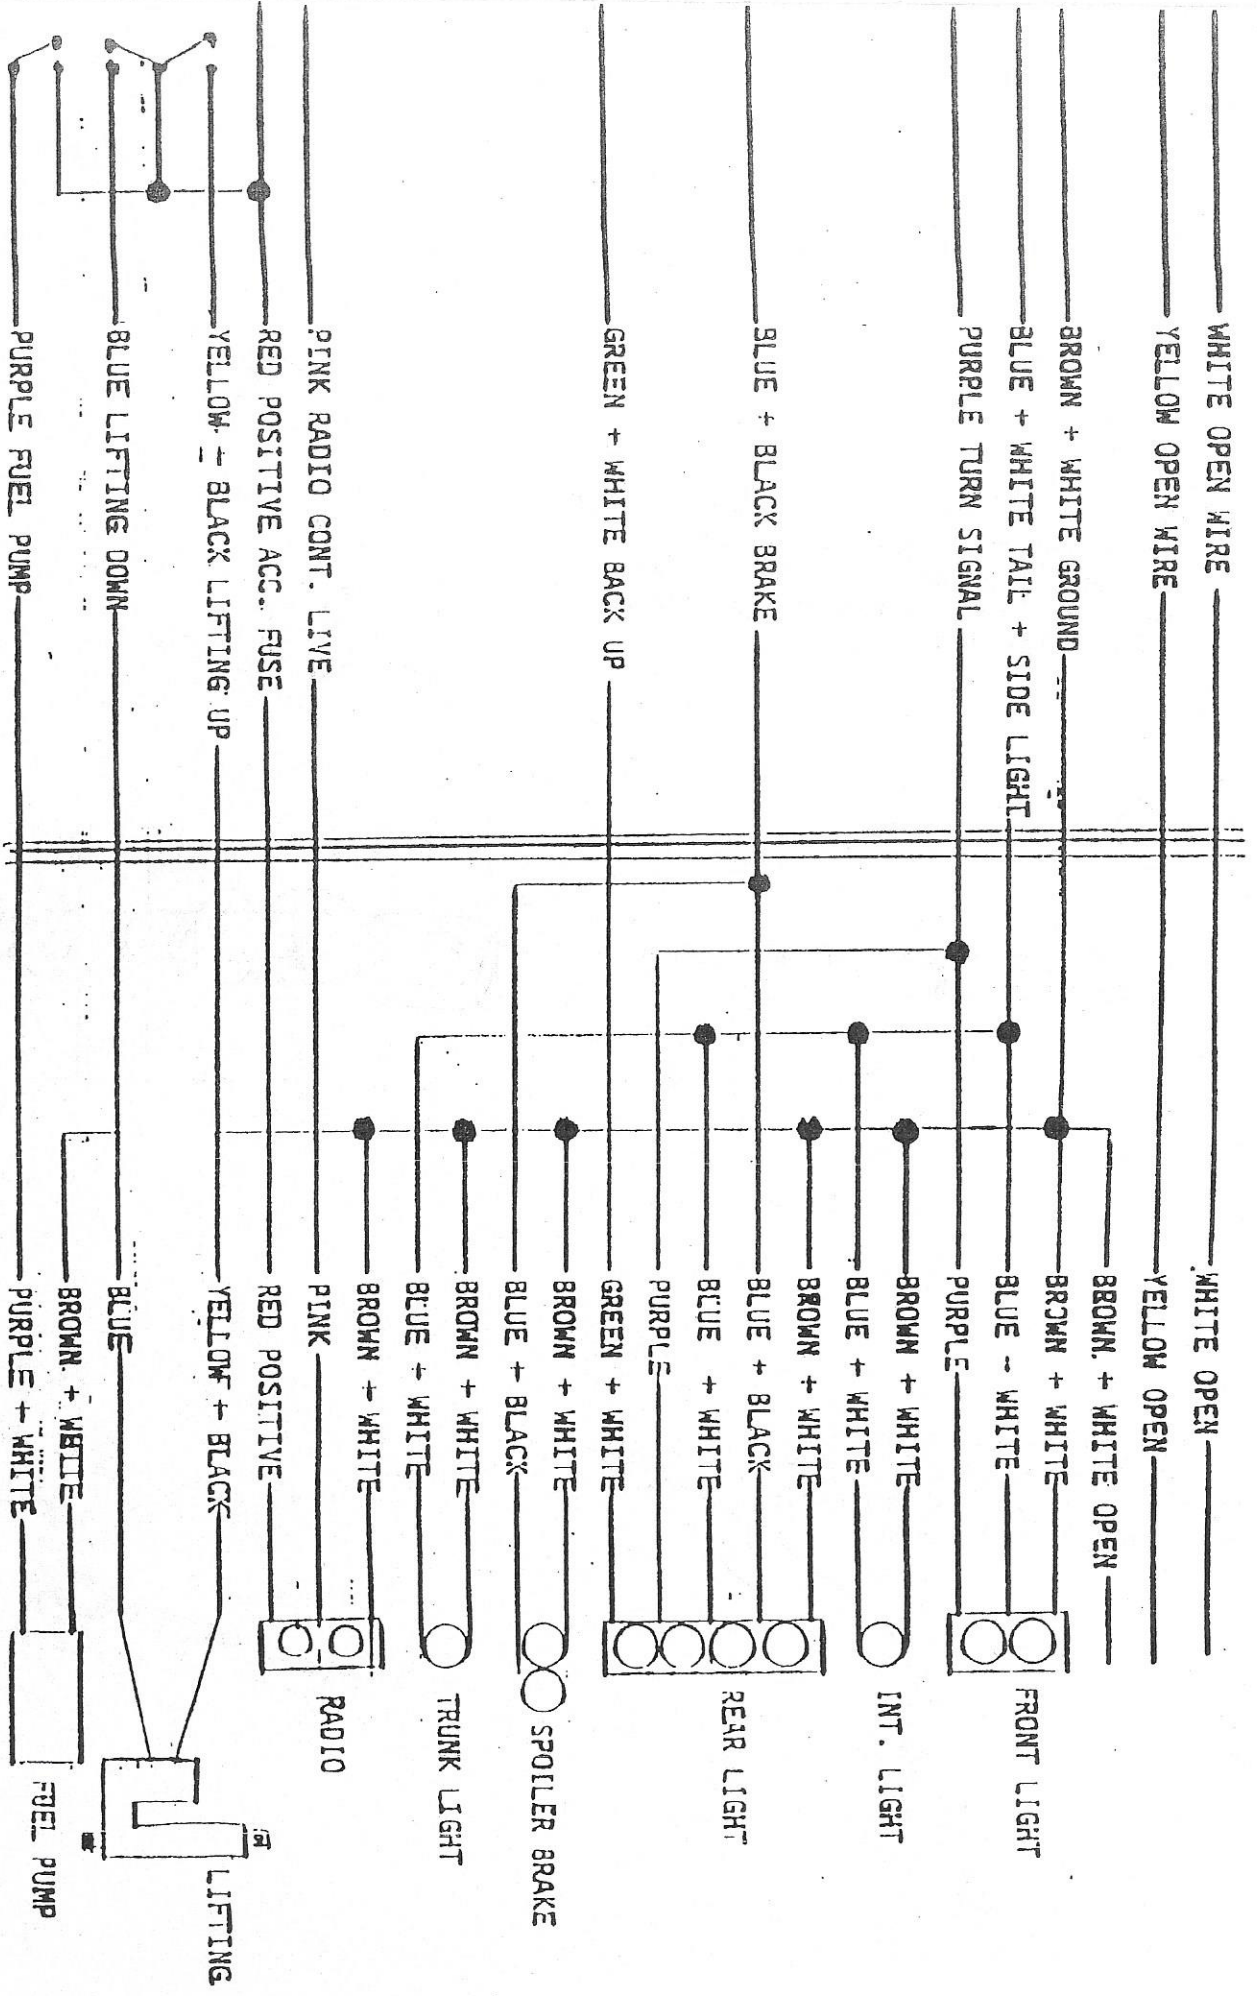 WHITE OPEN WIRE
YELLOW OPEN WIRE
BROWN + WHITE GROUND
BLUE + WHITE TAIL + SIDE LIGHT
PURPLE TURN SIGNAL
BLUE + BLACK BRAKE
GREEN + WHITE BACK UP
PINK RADIO CONT. LIVE
RED POSITIVE ACC. FUSE
YELLOW + BLACK LIFTING UP
BLUE LIFTING DOWN
PURPLE FUEL PUMP
WHITE OPEN
YELLOW OPEN
BROWN. + WHITE OPEN
BROWN + WHITE
BLUE - WHITE
PURPLE
BROWN + WHITE
BLUE + WHITE
BROWN + WHITE
BLUE + BLACK
BLUE + WHITE
PURPLE
GREEN + WHITE
BROWN + WHITE
BLUE + BLACK
BROWN + WHITE
BLUE + WHITE
BROWN + WHITE
PINK
RED POSITIVE
YELLOW + BLACK
BLUE
BROWN. + WHITE
PURPLE + WHITE
FRONT LIGHT
INT. LIGHT
REAR LIGHT
SPOILER BRAKE
TRUNK LIGHT
RADIO
LIFTING
FUEL PUMP